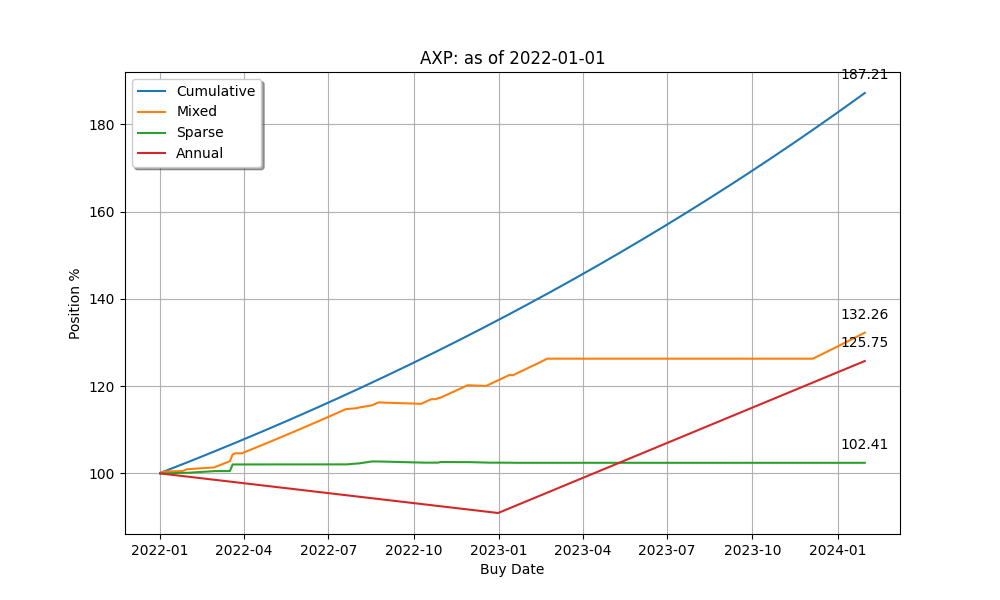 AXP: as of 2022-01-01
187.21
Cumulative
Mixed
Sparse
Annual
180
160
140
132.26
125.75
120
102.41
100
Position %
2022-01 2022-04 2022-07 2022-10 2023-01 2023-04 2023-07 2023-10 2024-01
Buy Date